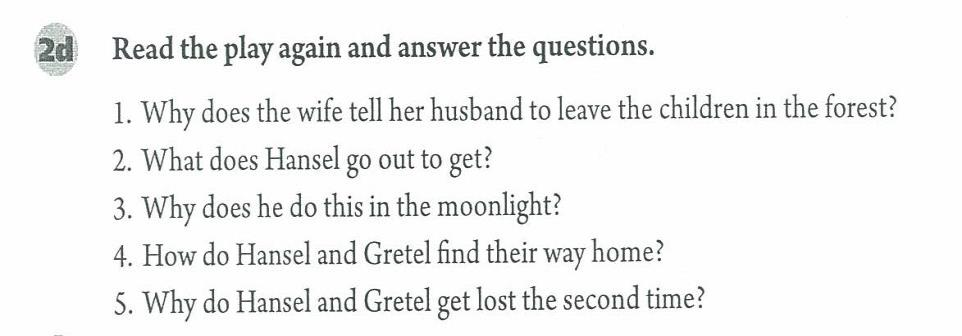 2d Read the play again and answer the questions.
1. Why does the wife tell her husband to leave the children in the forest?
2. What does Hansel go out to get?
3. Why does he do this in the moonlight?
4. How do Hansel and Gretel find their way home?
5. Why do Hansel and Gretel get lost the second time?